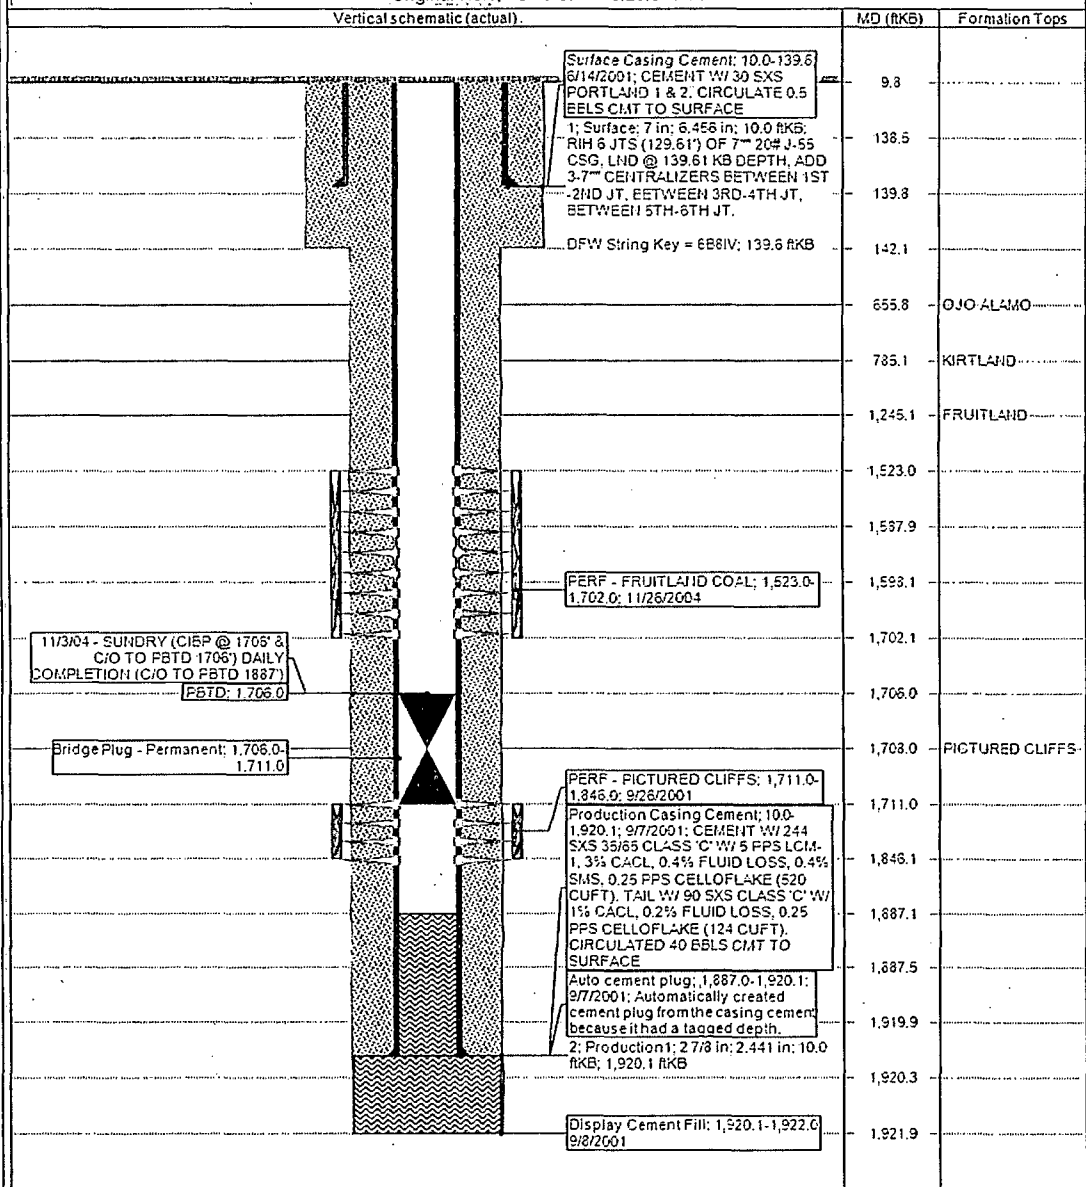 Vertical schematic (actual).
MD (ftKB)
Formation Tops
Surface Casing Cement; 10.0-139.6
6/14/2001; CEMENT W/ 30 SXS
PORTLAND 1 & 2. CIRCULATE 0.5
BBLS CMT TO SURFACE
1; Surface; 7 in; 6.456 in; 10.0 ftKB;
RIH 6 JTS (129.61') OF 7"" 20# J-55
CSG, LND @ 139.61 KB DEPTH, ADD
3-7"" CENTRALIZERS BETWEEN 1ST
-2ND JT, BETWEEN 3RD-4TH JT,
BETWEEN 5TH-6TH JT.
DFW String Key = 6B6IV; 139.6 ftKB
9.8
138.5
139.8
142.1
655.8
OJO ALAMO
785.1
KIRTLAND
1,245.1
FRUITLAND
1,523.0
1,597.9
1,598.1
PERF - FRUITLAND COAL; 1,523.0-
1,702.0; 11/26/2004
1,702.1
11/3/04 - SUNDRY (CIBP @ 1706' &
C/O TO PBTD 1706') DAILY
COMPLETION (C/O TO PBTD 1887')
PBTD; 1,706.0
1,706.0
Bridge Plug - Permanent; 1,706.0-
1,711.0
1,708.0
PICTURED CLIFFS
PERF - PICTURED CLIFFS; 1,711.0-
1,846.0; 9/26/2001
1,711.0
Production Casing Cement; 10.0-
1,920.1; 9/7/2001; CEMENT W/ 244
SXS 35/65 CLASS 'C' W/ 5 PPS LCM-
1, 3% CACL, 0.4% FLUID LOSS, 0.4%
SMS, 0.25 PPS CELLOFLAKE (520
CUFT). TAIL W/ 90 SXS CLASS 'C' W/
1% CACL, 0.2% FLUID LOSS, 0.25
PPS CELLOFLAKE (124 CUFT).
CIRCULATED 40 BBLS CMT TO
SURFACE
1,846.1
1,887.1
1,887.5
Auto cement plug; 1,887.0-1,920.1;
9/7/2001; Automatically created
cement plug from the casing cement
because it had a tagged depth.
1,919.9
2; Production1; 2 7/8 in; 2.441 in; 10.0
ftKB; 1,920.1 ftKB
1,920.3
Display Cement Fill; 1,920.1-1,922.0
9/8/2001
1,921.9